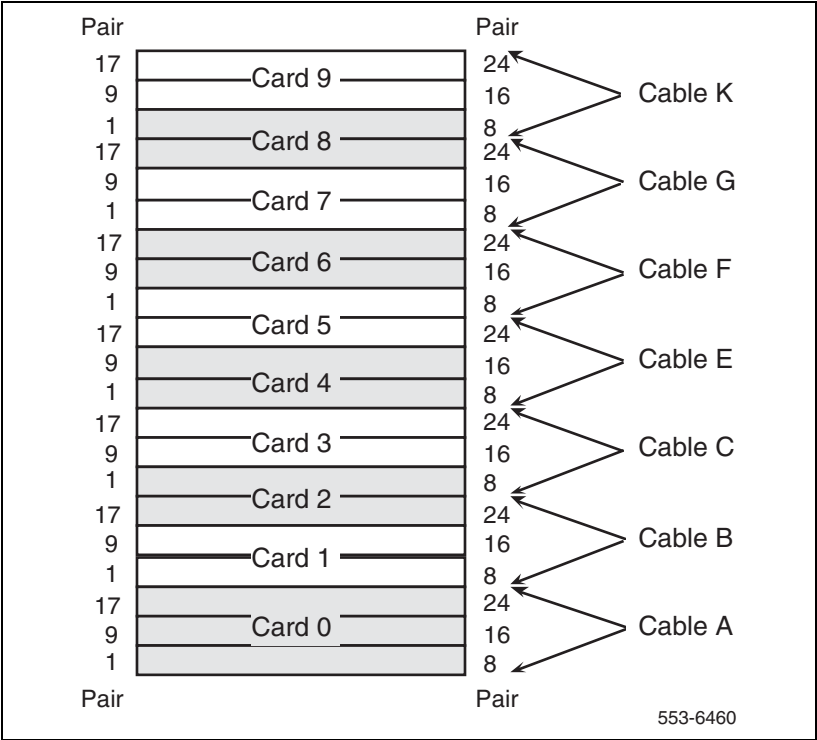 Pair Pair
17 24
Card 9
9 16 Cable K
1 8
Card 8
17 24
9 16 Cable G
Card 7
1 8
17 24
Card 6
9 16 Cable F
1 8
Card 5
17 24
9 16 Cable E
Card 4
1 8
17 24
Card 3
9 16 Cable C
1 8
Card 2
17 24
9 16 Cable B
Card 1
1 8
17 24
Card 0
9 16 Cable A
1 8
Pair Pair
553-6460